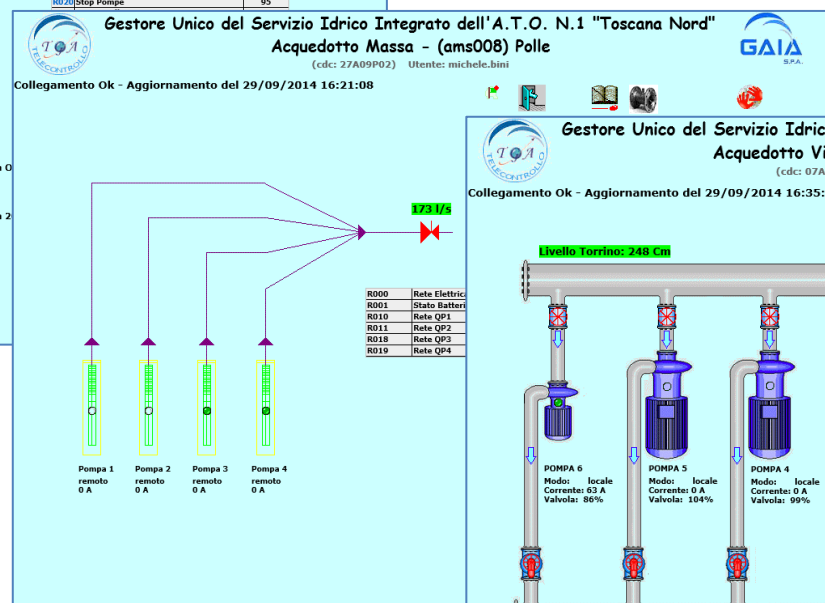 R020 Stop Pompe 95
Gestore Unico del Servizio Idrico Integrato dell'A.T.O. N.1 "Toscana Nord"
Acquedotto Massa - (ams008) Polle
(cdc: 27A09P02) Utente: michele.bini
TQA
TELECONTROLLO
GAIA
S.P.A.
Collegamento Ok - Aggiornamento del 29/09/2014 16:21:08
173 l/s
R000 Rete Elettrica
R001 Stato Batteri
R010 Rete QP1
R011 Rete QP2
R018 Rete QP3
R019 Rete QP4
Pompa 1
remoto
0 A
Pompa 2
remoto
0 A
Pompa 3
remoto
0 A
Pompa 4
remoto
0 A
TQA
TELECONTROLLO
Gestore Unico del Servizio Idric
Acquedotto Vi
(cdc: 07A
Collegamento Ok - Aggiornamento del 29/09/2014 16:35:
Livello Torrino: 248 Cm
POMPA 6
Modo: locale
Corrente: 63 A
Valvola: 86%
POMPA 5
Modo: locale
Corrente: 0 A
Valvola: 104%
POMPA 4
Modo: locale
Corrente: 0 A
Valvola: 99%